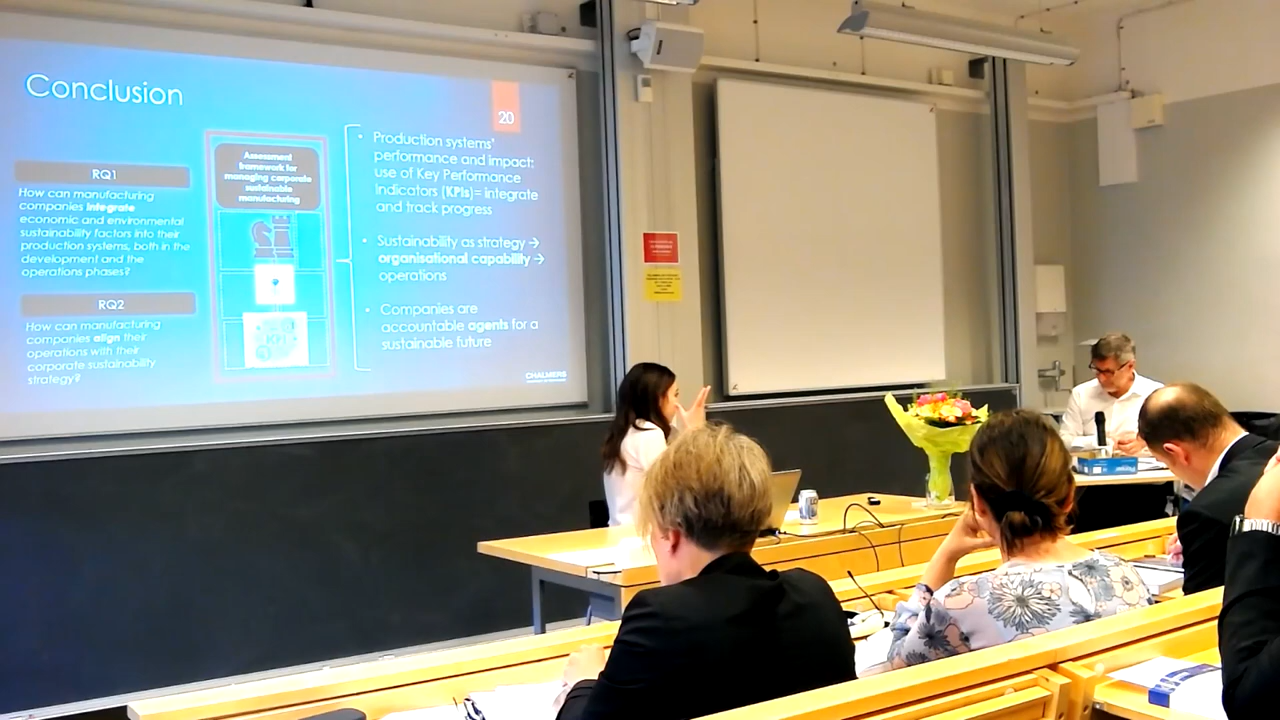 Conclusion
20
RQ1
How can manufacturing
companies integrate
economic and environmental
sustainability factors into their
production systems, both in the
development and the
operations phases?
RQ2
How can manufacturing
companies align their
operations with their
corporate sustainability
strategy?
Assessment
framework for
managing corporate
sustainable
manufacturing
KPI
• Production systems'
performance and impact:
use of Key Performance
Indicators (KPIs)= integrate
and track progress
• Sustainability as strategy →
organisational capability →
operations
• Companies are
accountable agents for a
sustainable future
CHALMERS